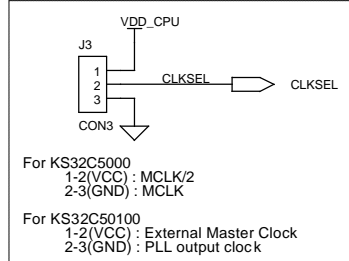 VDD_CPU
J3
1
2
3
CLKSEL
CLKSEL
CON3
For KS32C5000
1-2(VCC) : MCLK/2
2-3(GND) : MCLK
For KS32C50100
1-2(VCC) : External Master Clock
2-3(GND) : PLL output clock